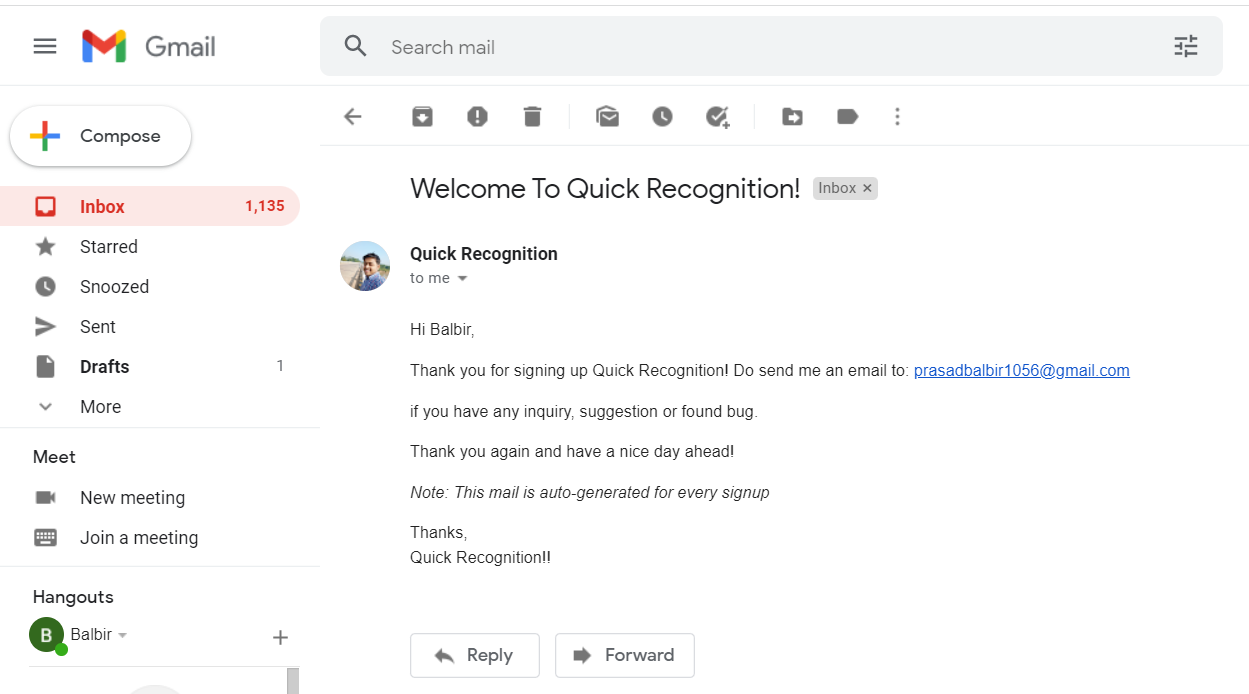 Gmail
Search mail
Compose
Inbox 1,135
Starred
Snoozed
Sent
Drafts 1
More
Meet
New meeting
Join a meeting
Hangouts
B Balbir
Welcome To Quick Recognition! Inbox ×
Quick Recognition
to me
Hi Balbir,
Thank you for signing up Quick Recognition! Do send me an email to: prasadbalbir1056@gmail.com
if you have any inquiry, suggestion or found bug.
Thank you again and have a nice day ahead!
Note: This mail is auto-generated for every signup
Thanks,
Quick Recognition!!
Reply
Forward